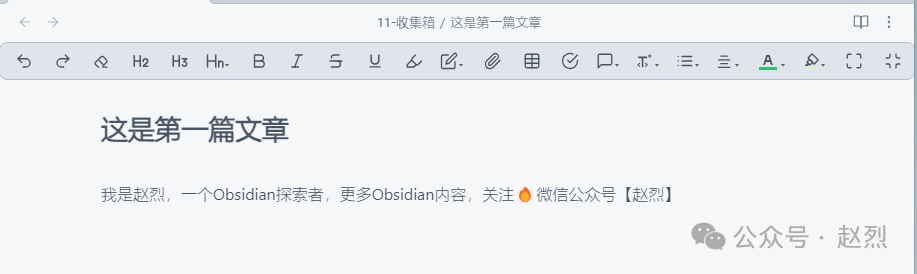 11-收集箱 / 这是第一篇文章
H2 H3 Hn B I S U T A
这是第一篇文章
我是赵烈，一个Obsidian探索者，更多Obsidian内容，关注🔥微信公众号【赵烈】
公众号 · 赵烈